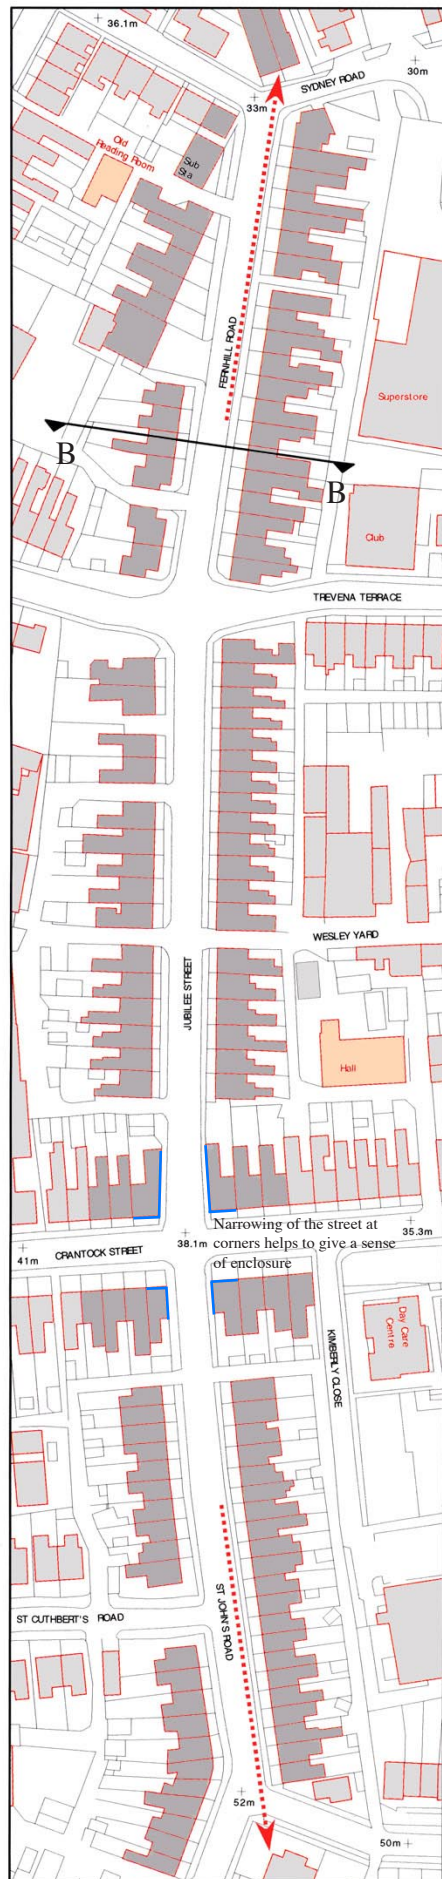 36.1m
30m
33m
SYDNEY ROAD
Old
Reading Room
Sub
Sta
FERNHILL ROAD
Superstore
B
B
Club
TREVENA TERRACE
WESLEY YARD
JUBILEE STREET
Hall
Narrowing of the street at
corners helps to give a sense
of enclosure
35.3m
38.1m
41m
CRANTOCK STREET
Day Care
Centre
KIMBERLY CLOSE
ST CUTHBERT'S ROAD
ST JOHN'S ROAD
52m
50m